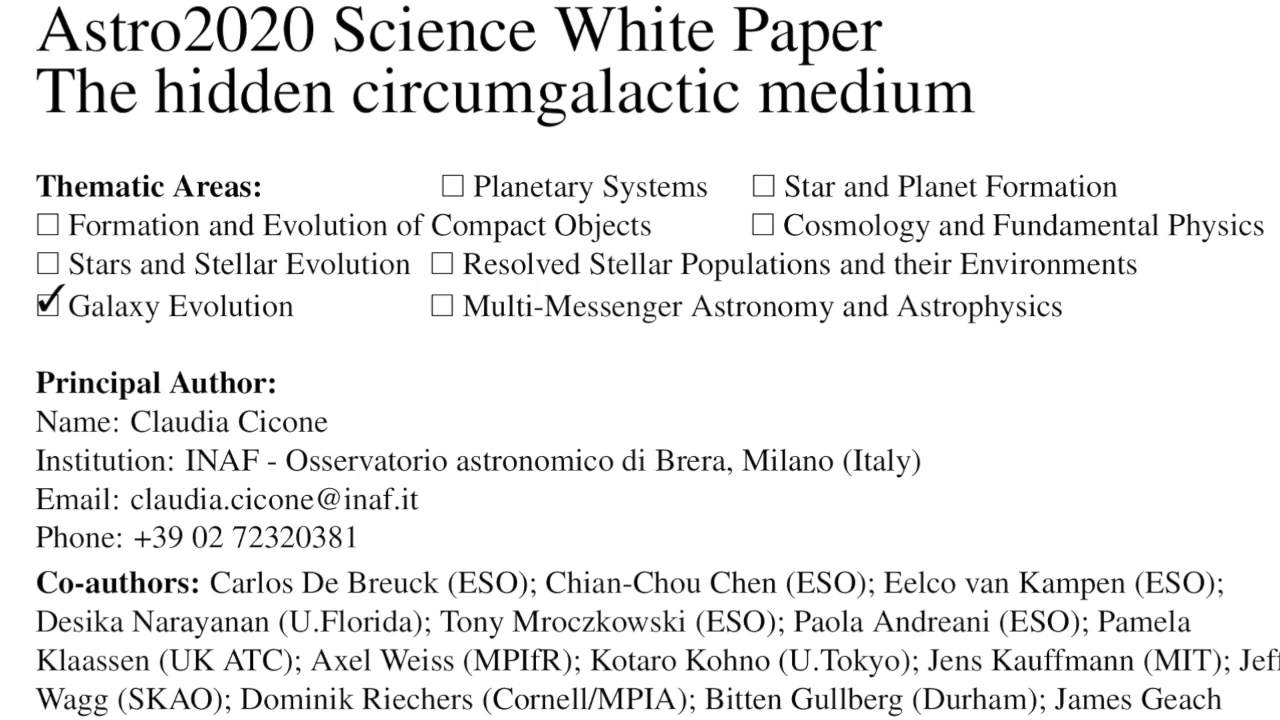 Astro2020 Science White Paper
The hidden circumgalactic medium
Thematic Areas: ☐ Planetary Systems ☐ Star and Planet Formation
☐ Formation and Evolution of Compact Objects ☐ Cosmology and Fundamental Physics
☐ Stars and Stellar Evolution ☐ Resolved Stellar Populations and their Environments
☑ Galaxy Evolution ☐ Multi-Messenger Astronomy and Astrophysics
Principal Author:
Name: Claudia Cicone
Institution: INAF - Osservatorio astronomico di Brera, Milano (Italy)
Email: claudia.cicone@inaf.it
Phone: +39 02 72320381
Co-authors: Carlos De Breuck (ESO); Chian-Chou Chen (ESO); Eelco van Kampen (ESO);
Desika Narayanan (U.Florida); Tony Mroczkowski (ESO); Paola Andreani (ESO); Pamela
Klaassen (UK ATC); Axel Weiss (MPIfR); Kotaro Kohno (U.Tokyo); Jens Kauffmann (MIT); Jeff
Wagg (SKAO); Dominik Riechers (Cornell/MPIA); Bitten Gullberg (Durham); James Geach